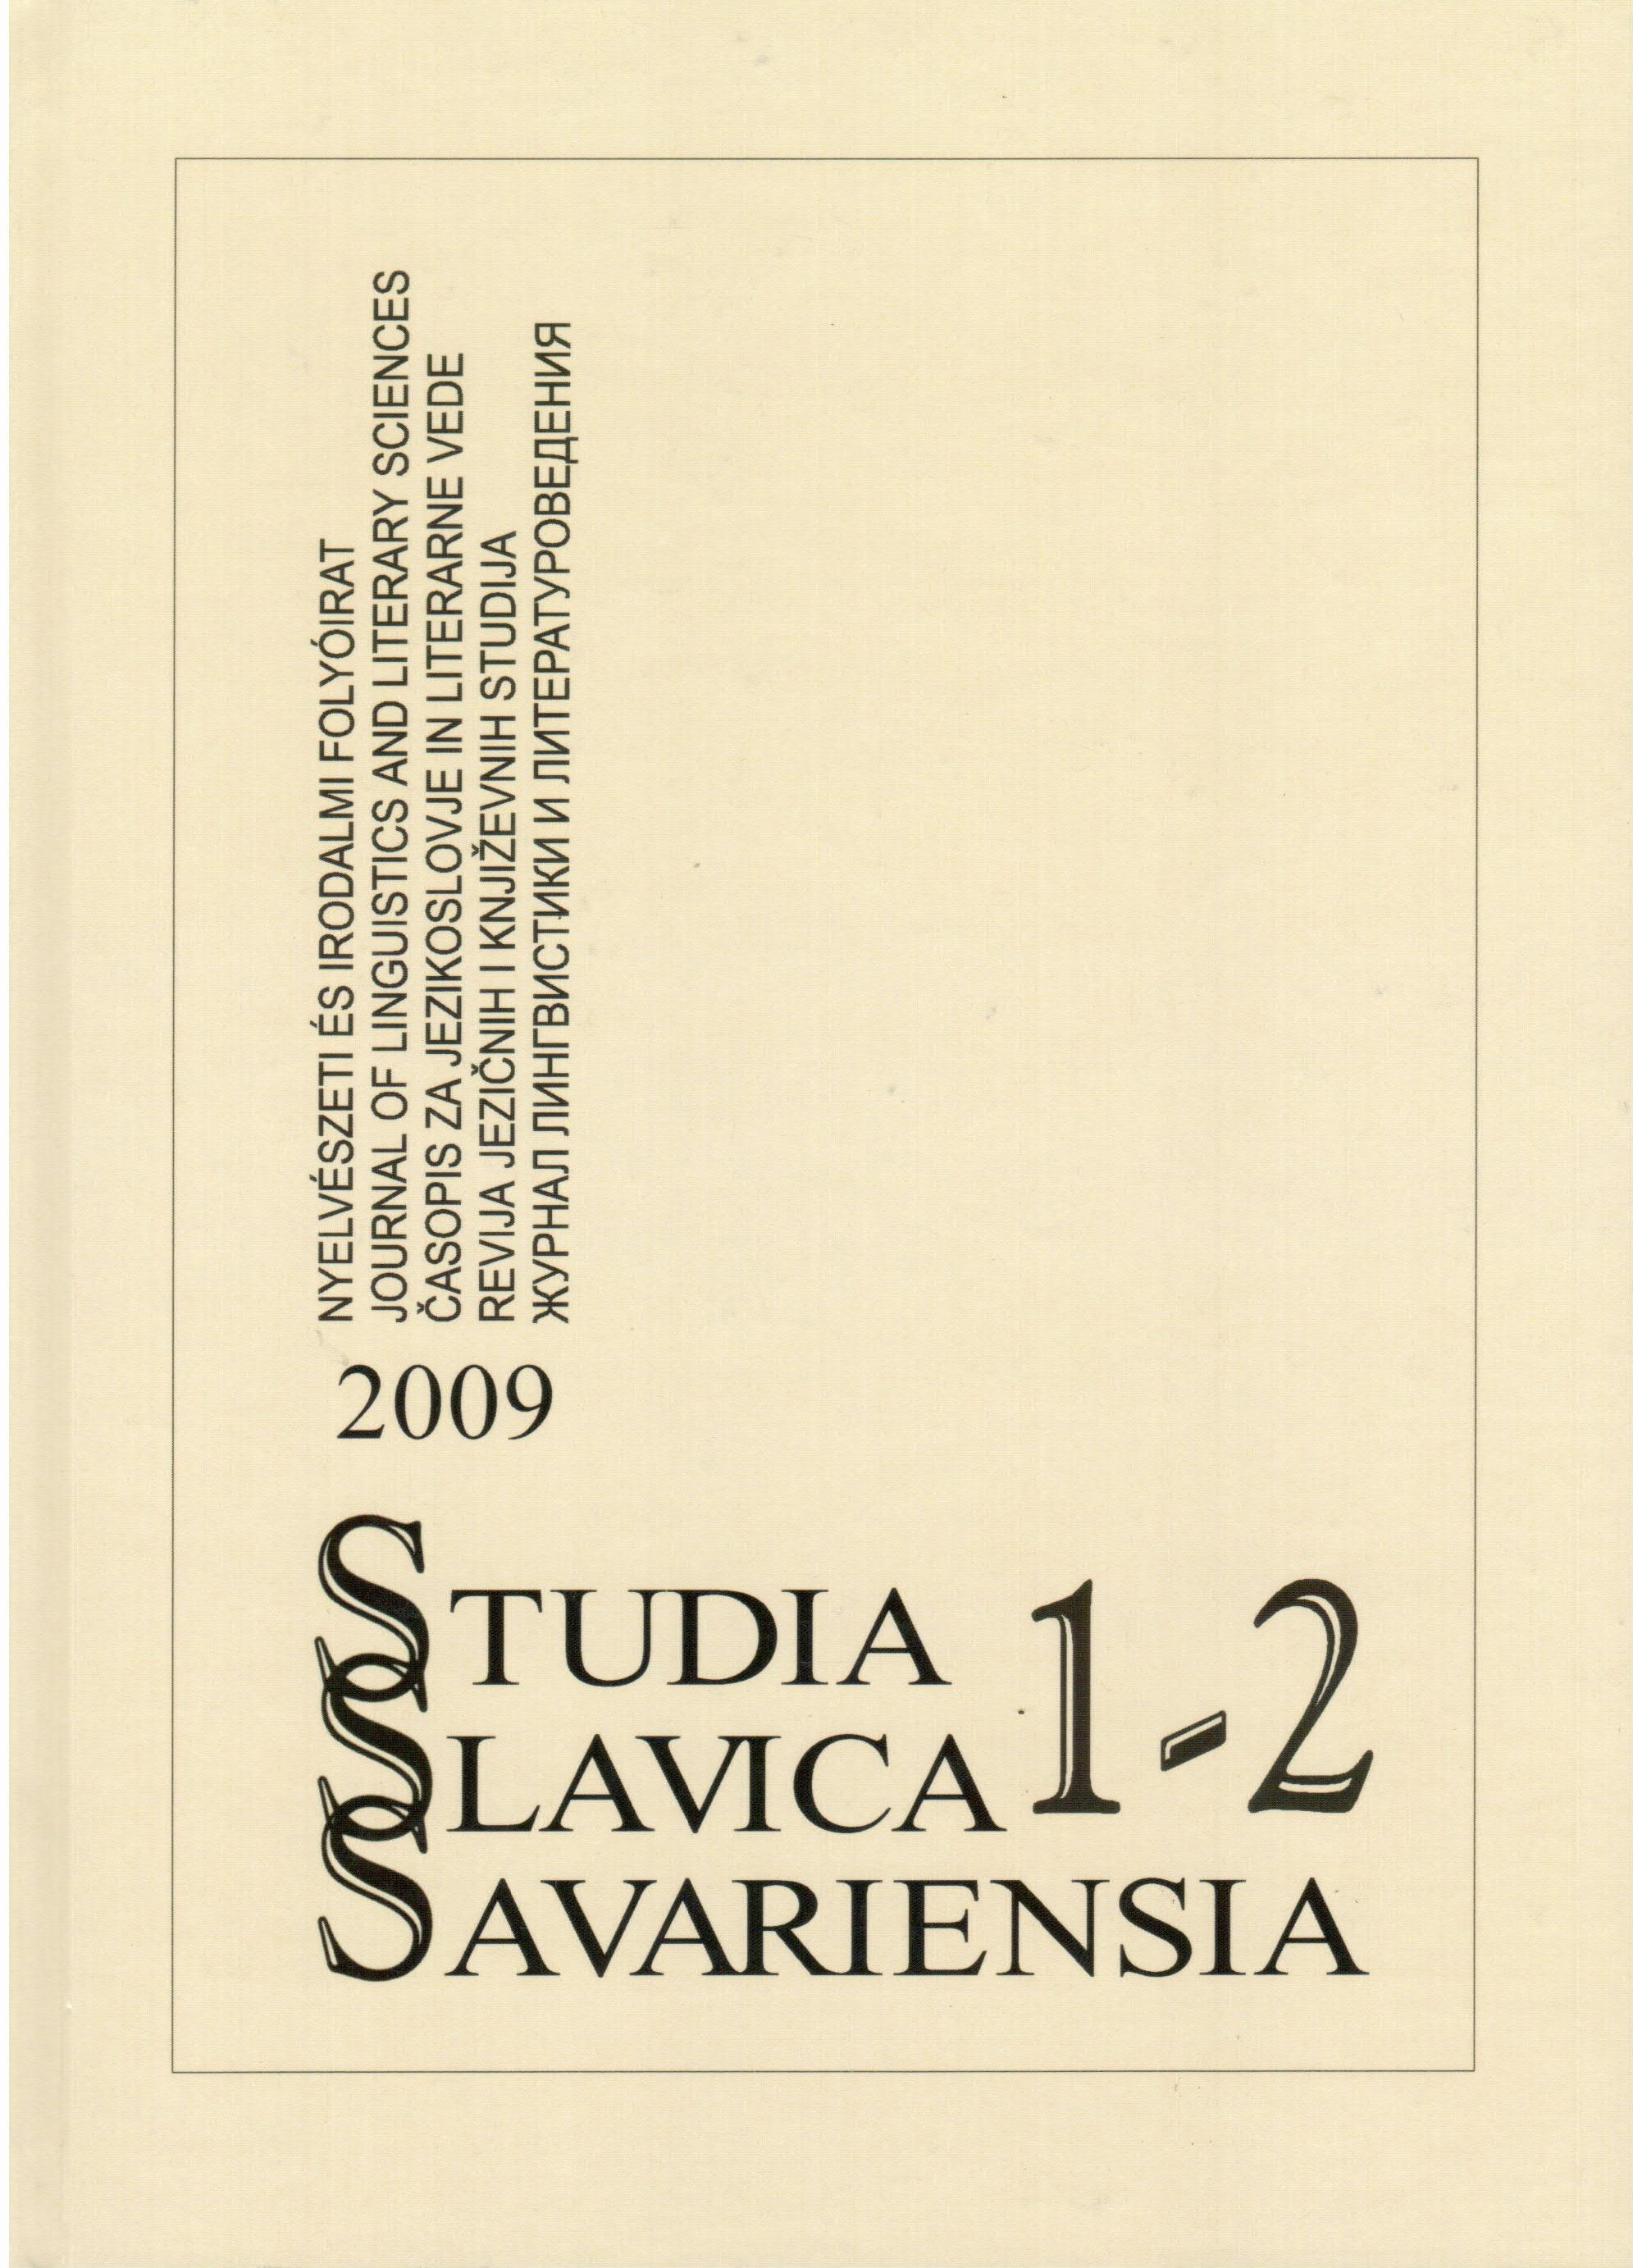 NYELVÉSZETI ÉS IRODALMI FOLYÓIRAT
JOURNAL OF LINGUISTICS AND LITERARY SCIENCES
ČASOPIS ZA JEZIKOSLOVJE IN LITERARNE VEDE
REVIJA JEZIČNIH I KNJIŽEVNIH STUDIJA
ЖУРНАЛ ЛИНГВИСТИКИ И ЛИТЕРАТУРОВЕДЕНИЯ
2009
STUDIA
SLAVICA
SAVARIENSIA
1-2